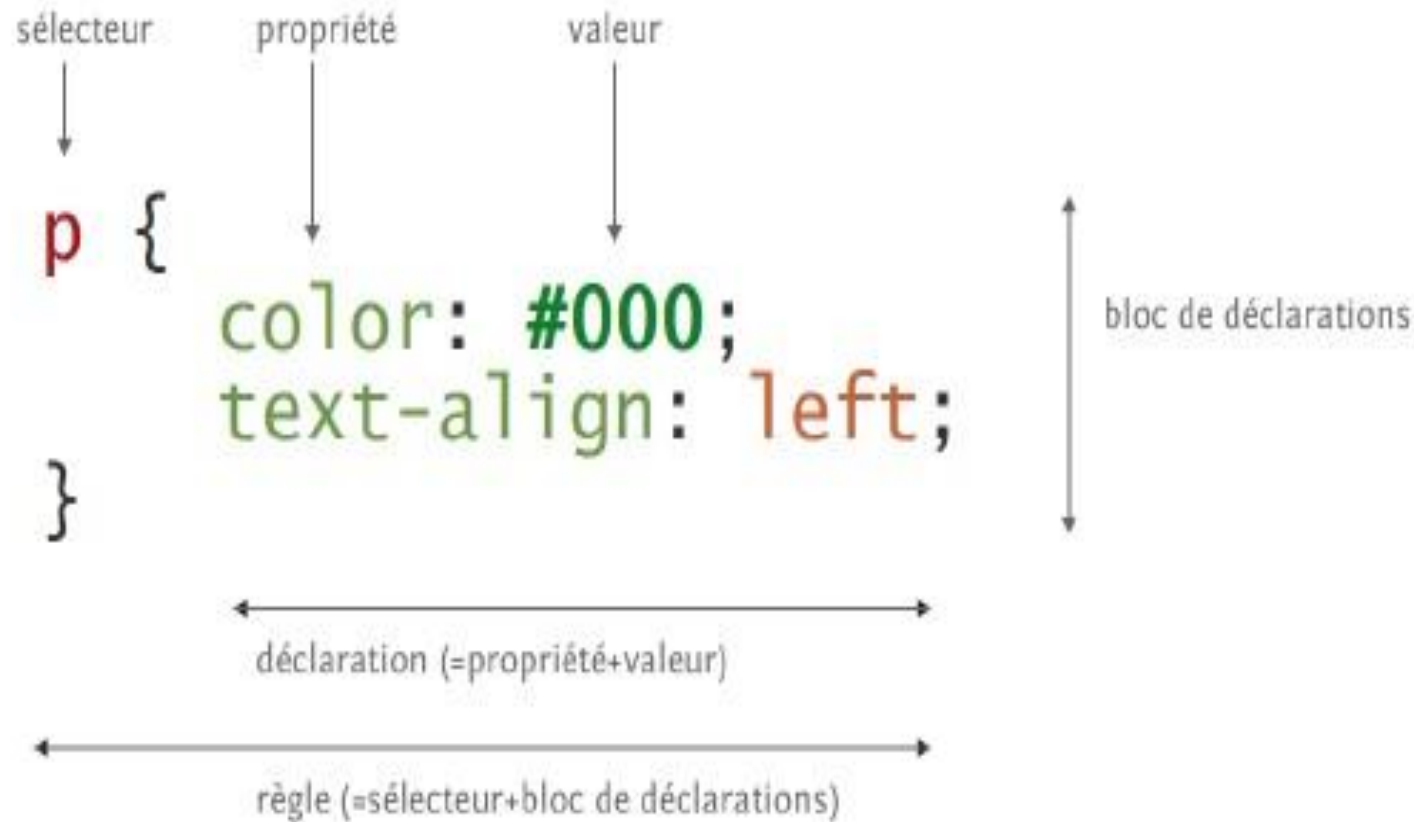 sélecteur propriété valeur
p {
color: #000;
bloc de déclarations
text-align: left;
}
déclaration (=propriété+valeur)
règle (=sélecteur+bloc de déclarations)